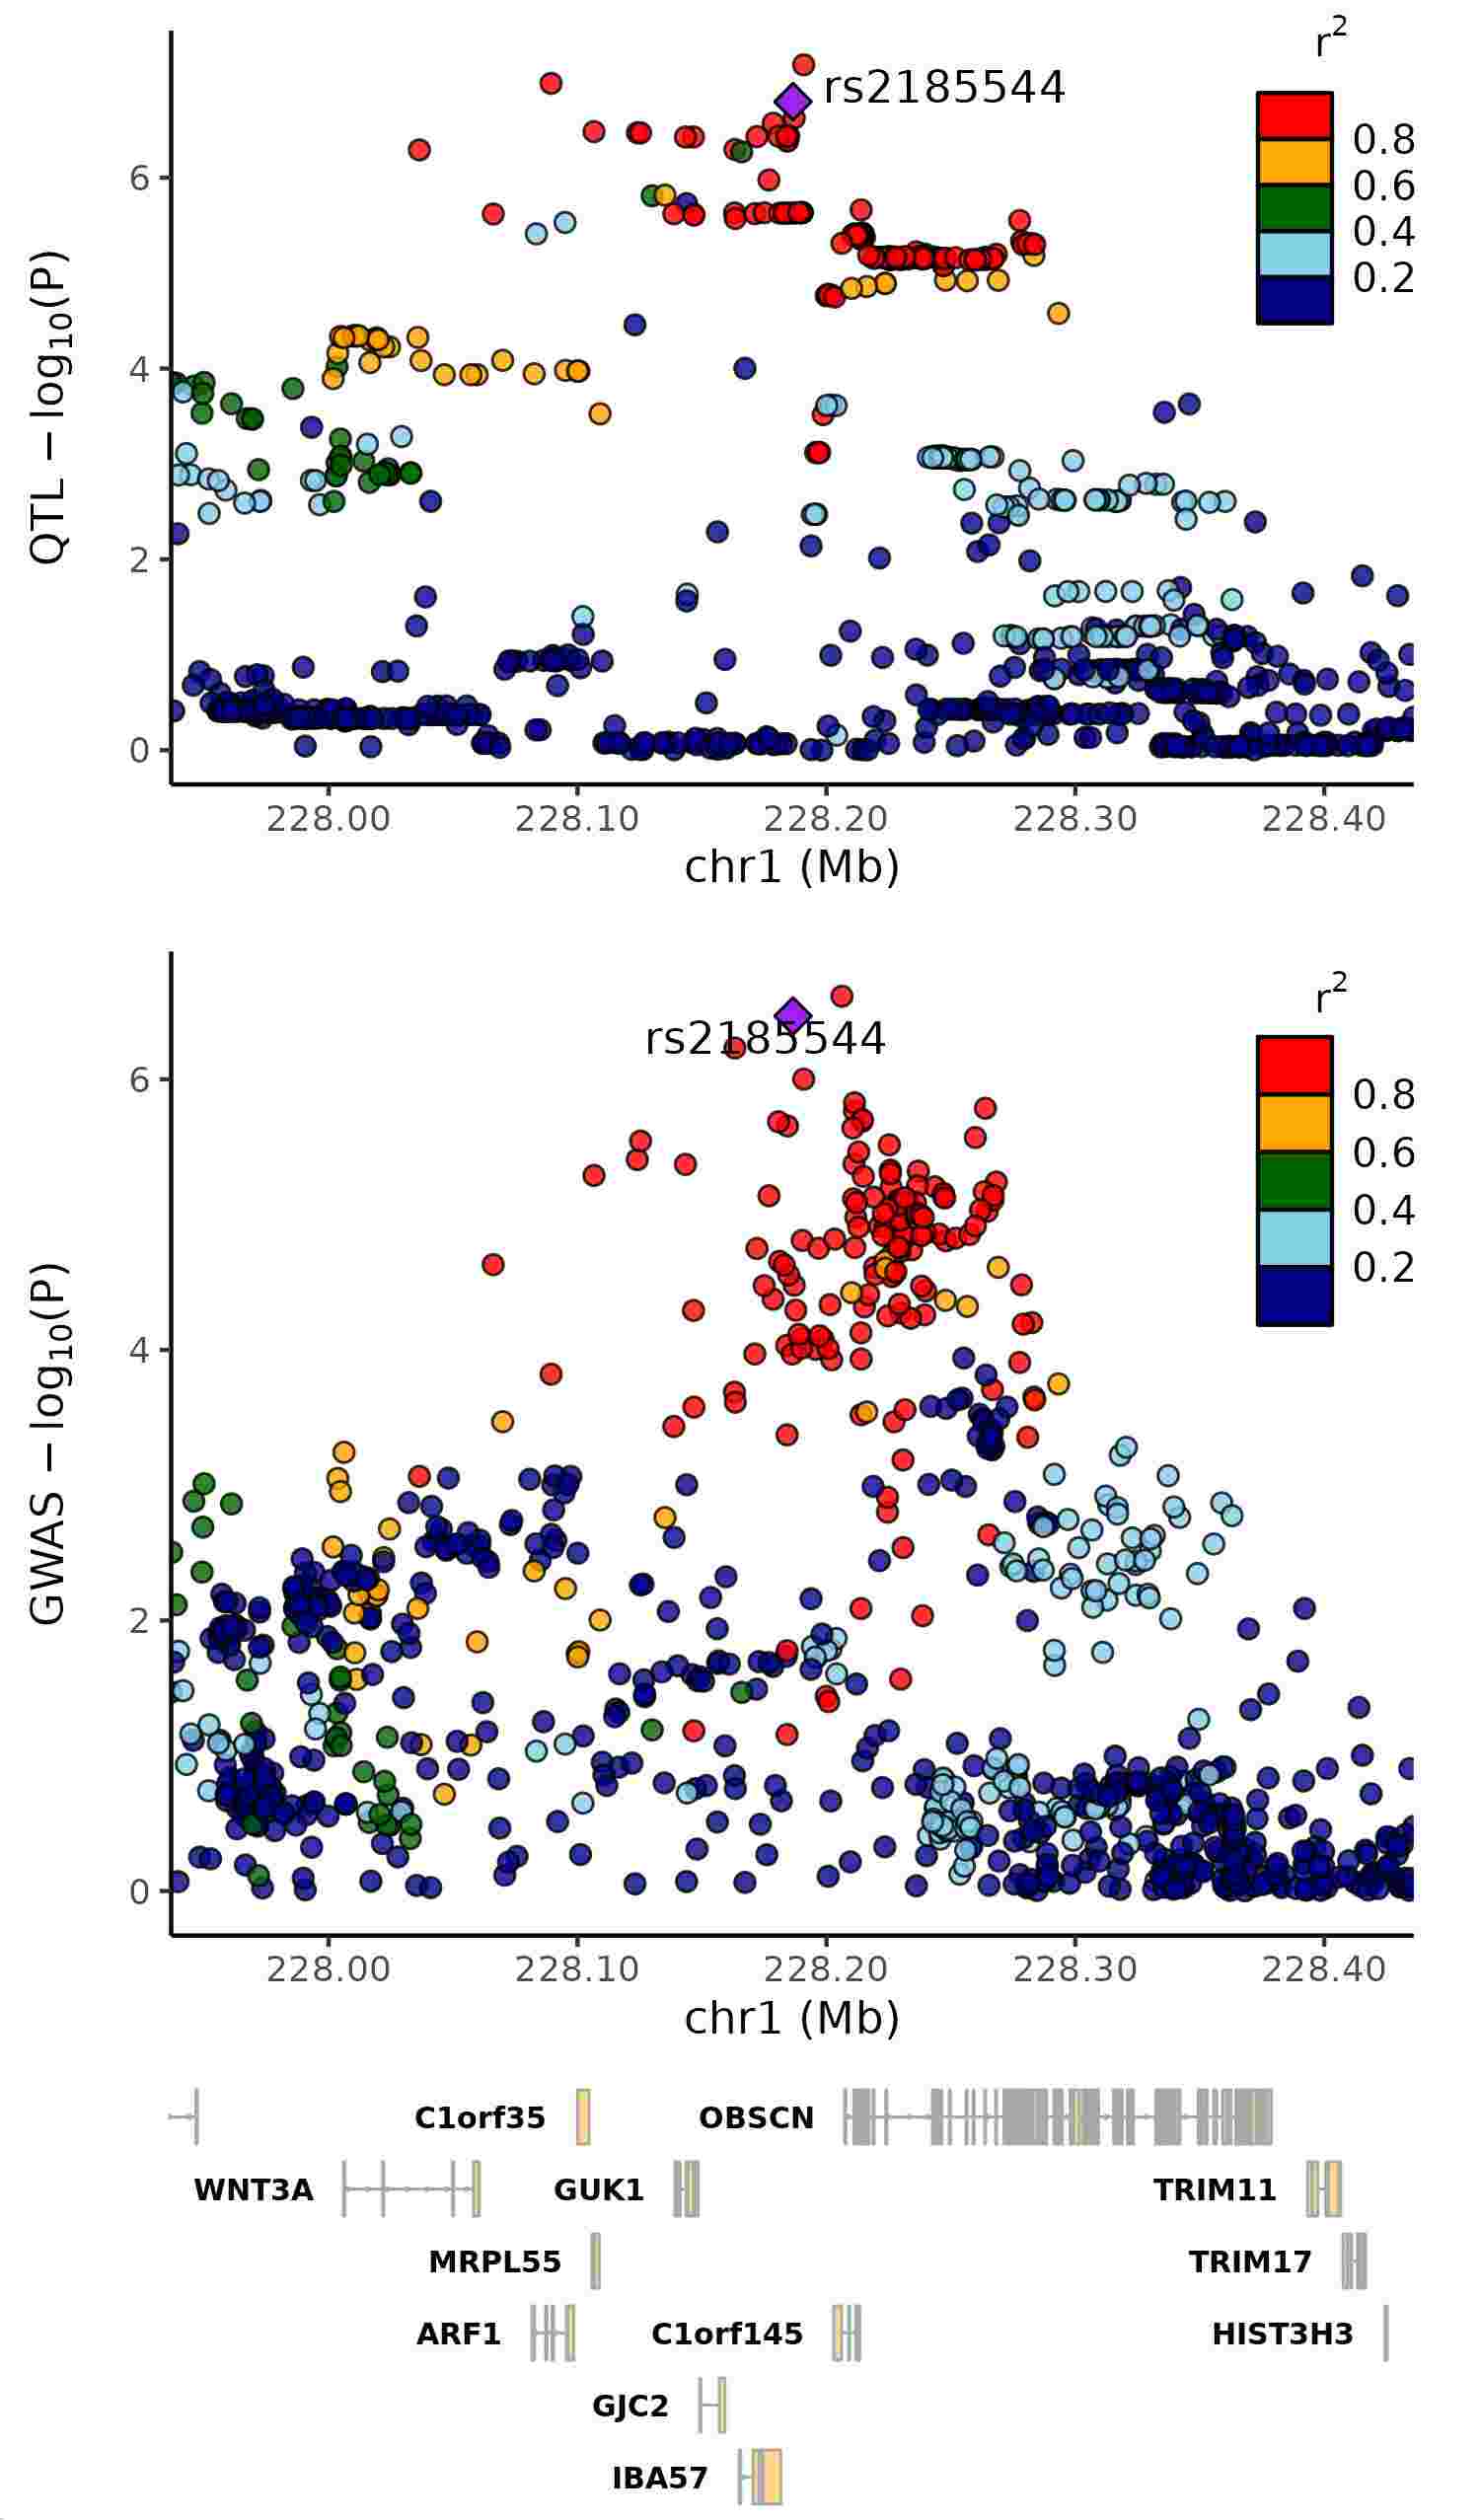 r2
rs2185544
0.8
0.6
0.4
0.2
6
4
2
0
QTL − log10(P)
228.00 228.10 228.20 228.30 228.40
chr1 (Mb)
r2
rs2185544
0.8
0.6
0.4
0.2
6
4
2
0
GWAS − log10(P)
228.00 228.10 228.20 228.30 228.40
chr1 (Mb)
C1orf35 OBSCN
WNT3A GUK1 TRIM11
MRPL55 TRIM17
ARF1 C1orf145 HIST3H3
GJC2
IBA57